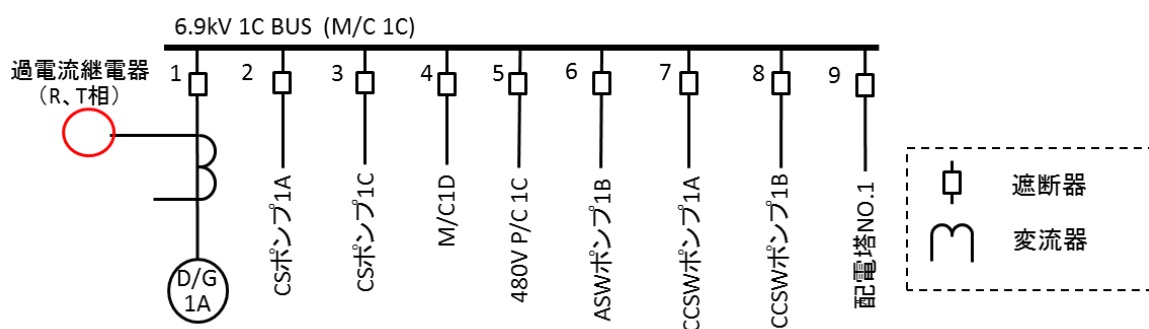 6.9kV 1C BUS (M/C 1C)
過電流継電器
（R、T相）
1
2
3
4
5
6
7
8
9
D/G
1A
CSポンプ1A
CSポンプ1C
M/C1D
480V P/C 1C
ASWポンプ1B
CCSWポンプ1A
CCSWポンプ1B
配電塔NO.1
遮断器
変流器